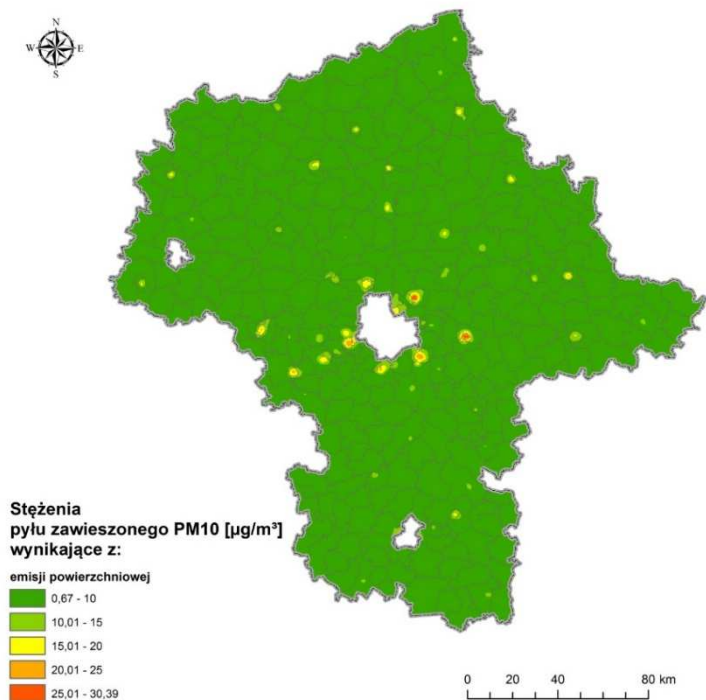 N
W E
S
Stężenia
pyłu zawieszonego PM10 [µg/m³]
wynikające z:
emisji powierzchniowej
0,67 - 10
10,01 - 15
15,01 - 20
20,01 - 25
25,01 - 30,39
0 20 40 80 km